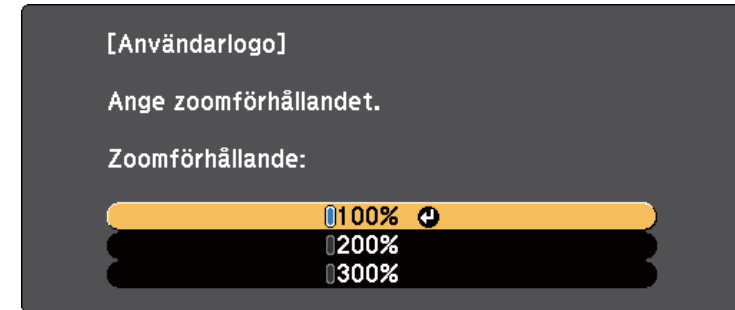 [Användarlogo]
Ange zoomförhållandet.
Zoomförhållande:
100%
200%
300%